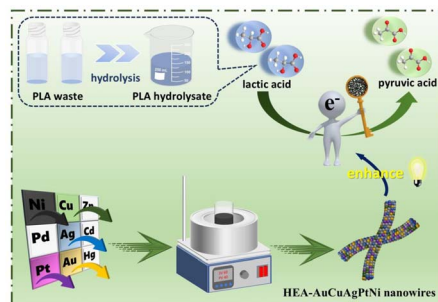 hydrolysis
PLA waste
PLA hydrolysate
lactic acid
pyruvic acid
e⁻
enhance
Ni Cu Zn
Pd Ag Cd
Pt Au Hg
HEA-AuCuAgPtNi nanowires